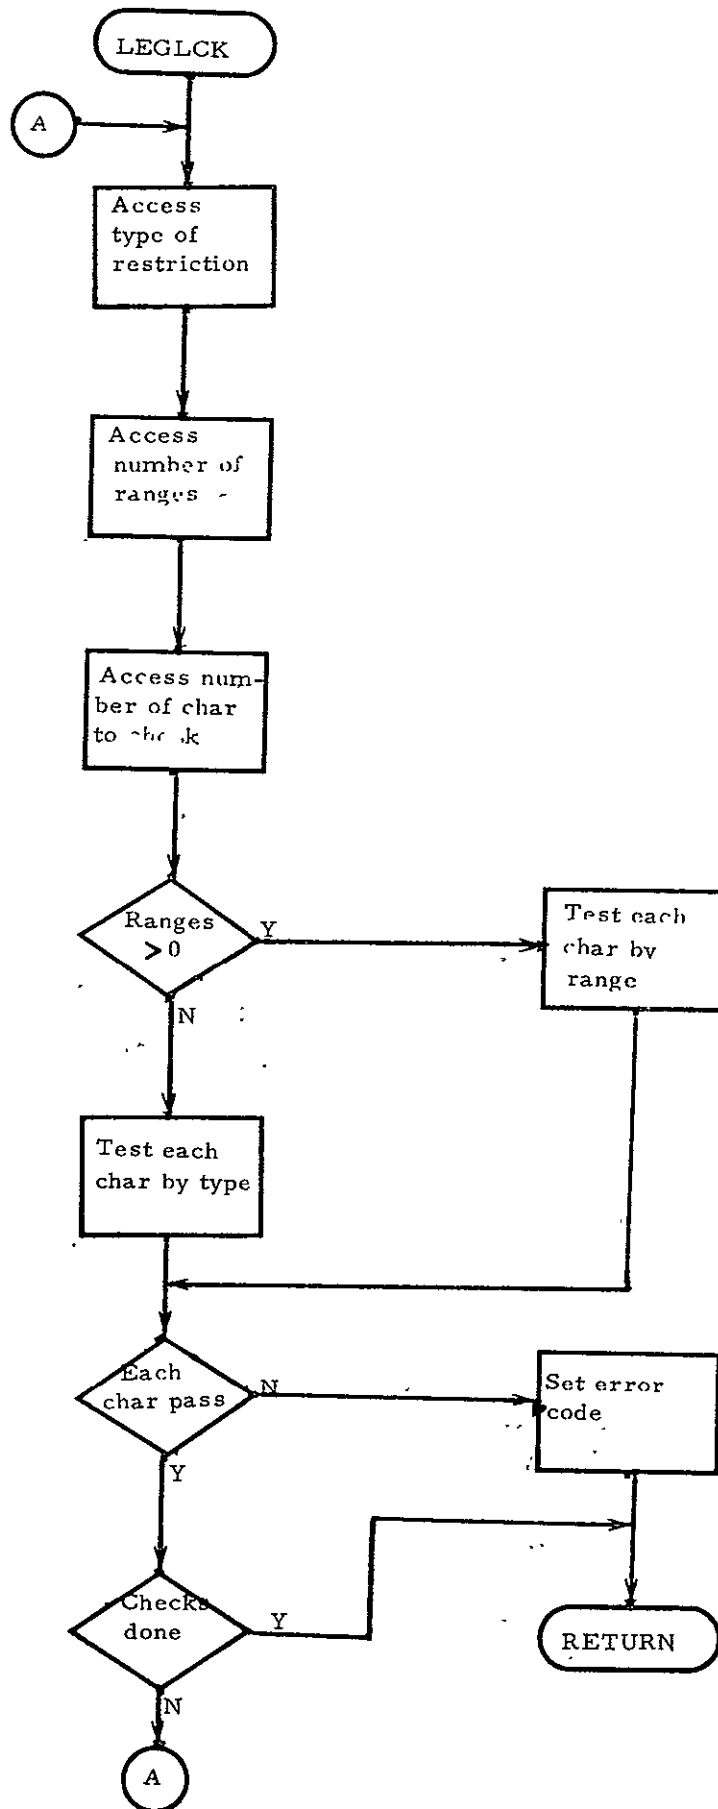 LEGLCK
A
Access
type of
restriction
Access
number of
ranges
Access num-
ber of char
to
Ranges
>0
Y
N
Test each
char by
range
Test each
char by type
Each
char pass
N
Y
Set error
code
Checks
done
Y
N
RETURN
A